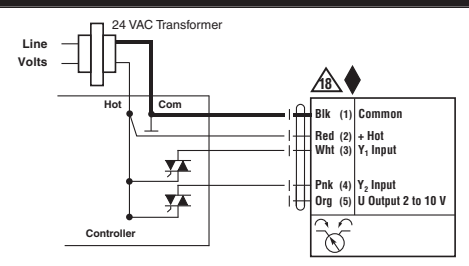 24 VAC Transformer
Line
Volts
18
Hot
Com
Blk (1) Common
Red (2) + Hot
Wht (3) Y₁ Input
Pnk (4) Y₂ Input
Org (5) U Output 2 to 10 V
Controller